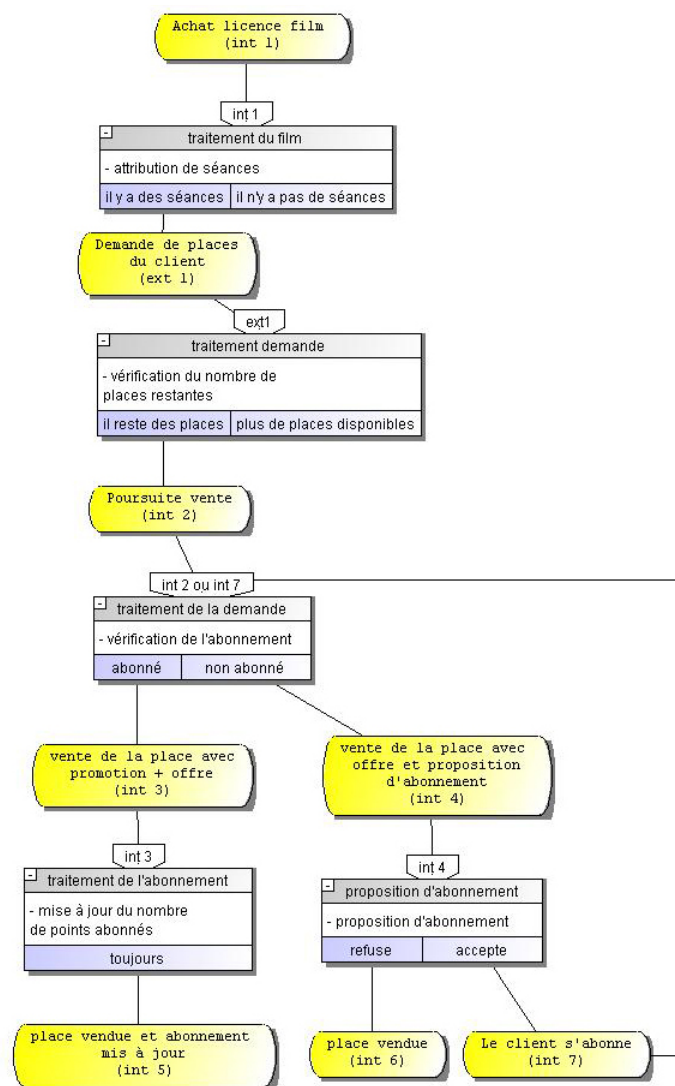 Achat licence film
(int 1)
int 1
-
traitement du film
- attribution de séances
il y a des séances
il n'y a pas de séances
Demande de places
du client
(ext 1)
ext1
-
traitement demande
- vérification du nombre de
places restantes
il reste des places
plus de places disponibles
Poursuite vente
(int 2)
int 2 ou int 7
-
traitement de la demande
- vérification de l'abonnement
abonné
non abonné
vente de la place avec
promotion + offre
(int 3)
vente de la place avec
offre et proposition
d'abonnement
(int 4)
int 3
-
traitement de l'abonnement
- mise à jour du nombre
de points abonnés
toujours
int 4
-
proposition d'abonnement
- proposition d'abonnement
refuse
accepte
place vendue et abonnement
mis à jour
(int 5)
place vendue
(int 6)
Le client s'abonne
(int 7)